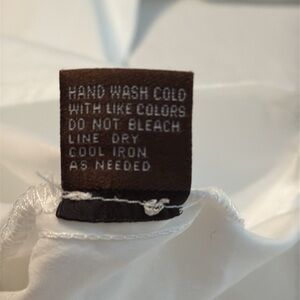 HAND WASH COLD
WITH LIKE COLORS
DO NOT BLEACH
LINE DRY
COOL IRON
AS NEEDED